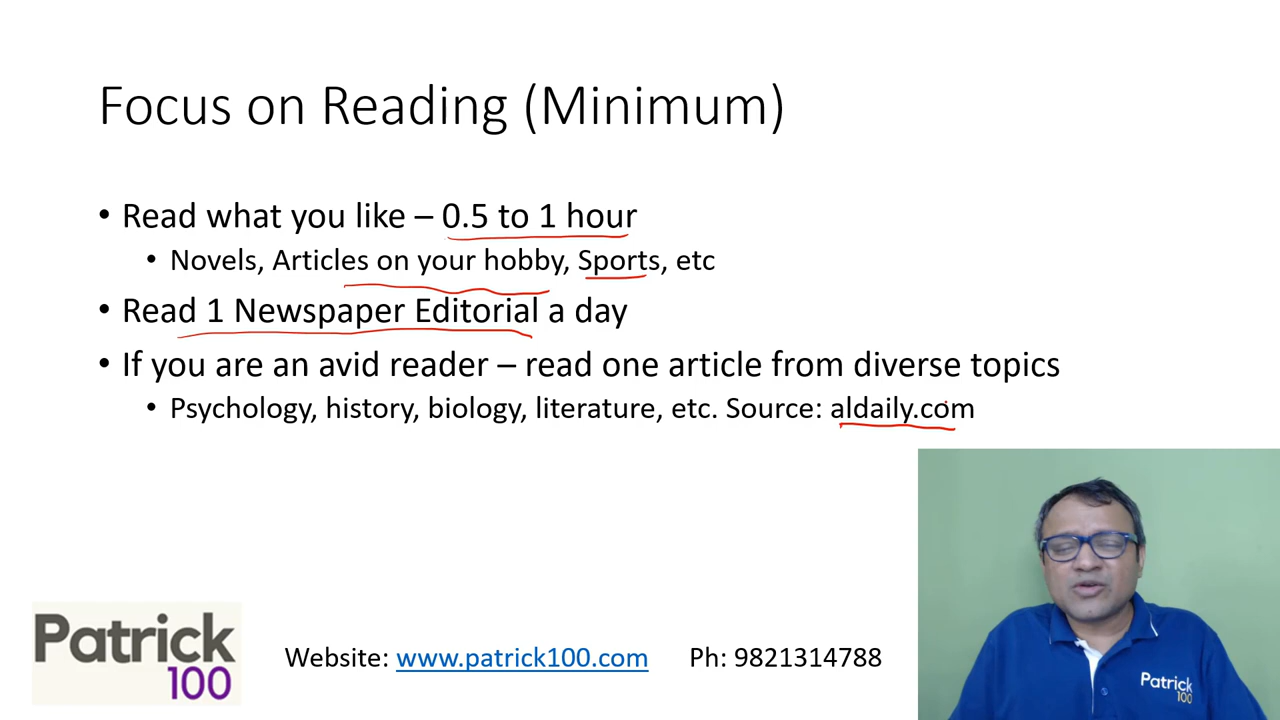 Focus on Reading (Minimum)
• Read what you like – 0.5 to 1 hour
• Novels, Articles on your hobby, Sports, etc
• Read 1 Newspaper Editorial a day
• If you are an avid reader – read one article from diverse topics
• Psychology, history, biology, literature, etc. Source: aldaily.com
Patrick
100
Website: www.patrick100.com Ph: 9821314788
Patrick
100